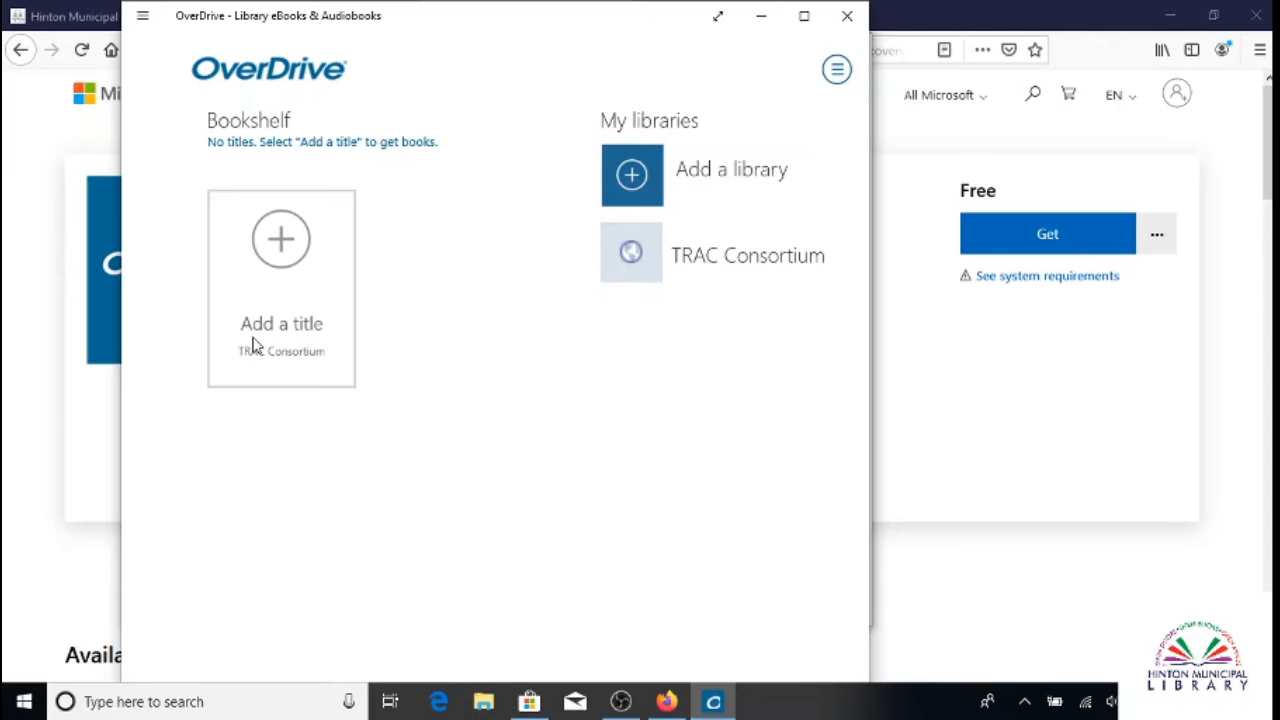 Hinton Municipal
OverDrive - Library eBooks & Audiobooks
OverDrive
Mi
All Microsoft
EN
Bookshelf
No titles. Select "Add a title" to get books.
My libraries
Add a library
TRAC Consortium
Add a title
TRAC Consortium
Free
Get
See system requirements
Availa
Type here to search
HINTON MUNICIPAL
LIBRARY